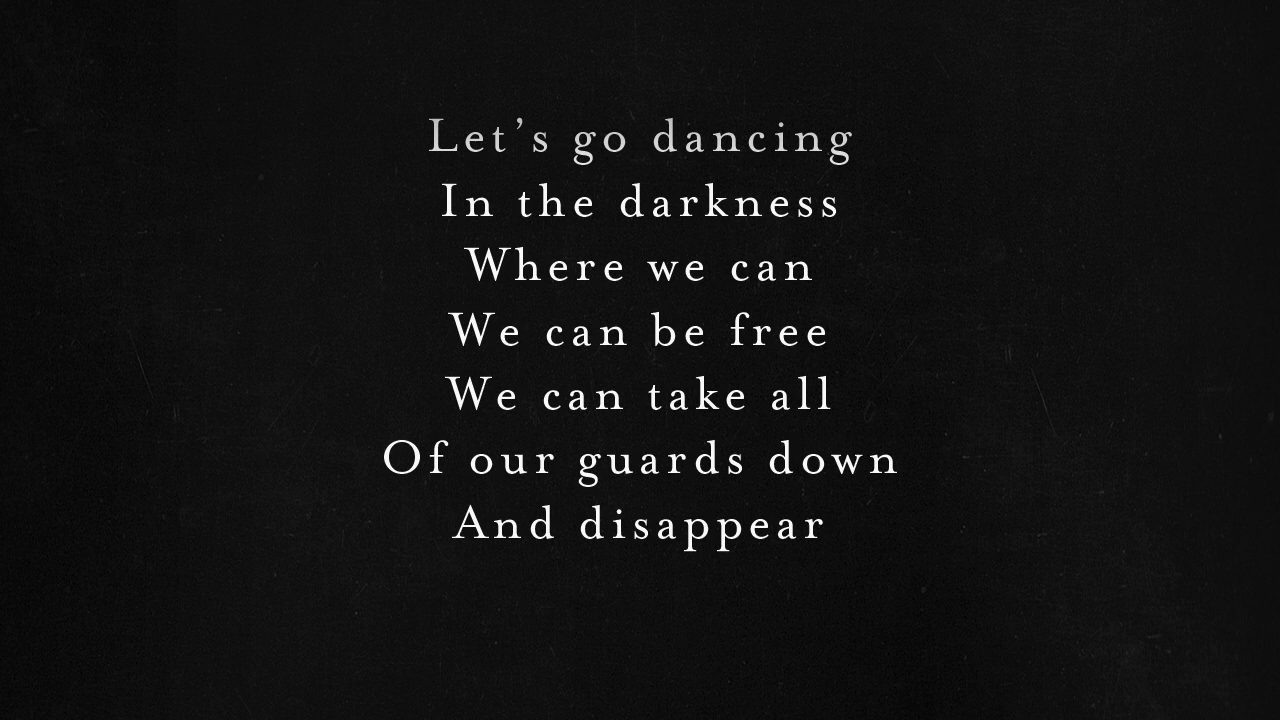 Let’s go dancing
In the darkness
Where we can
We can be free
We can take all
Of our guards down
And disappear